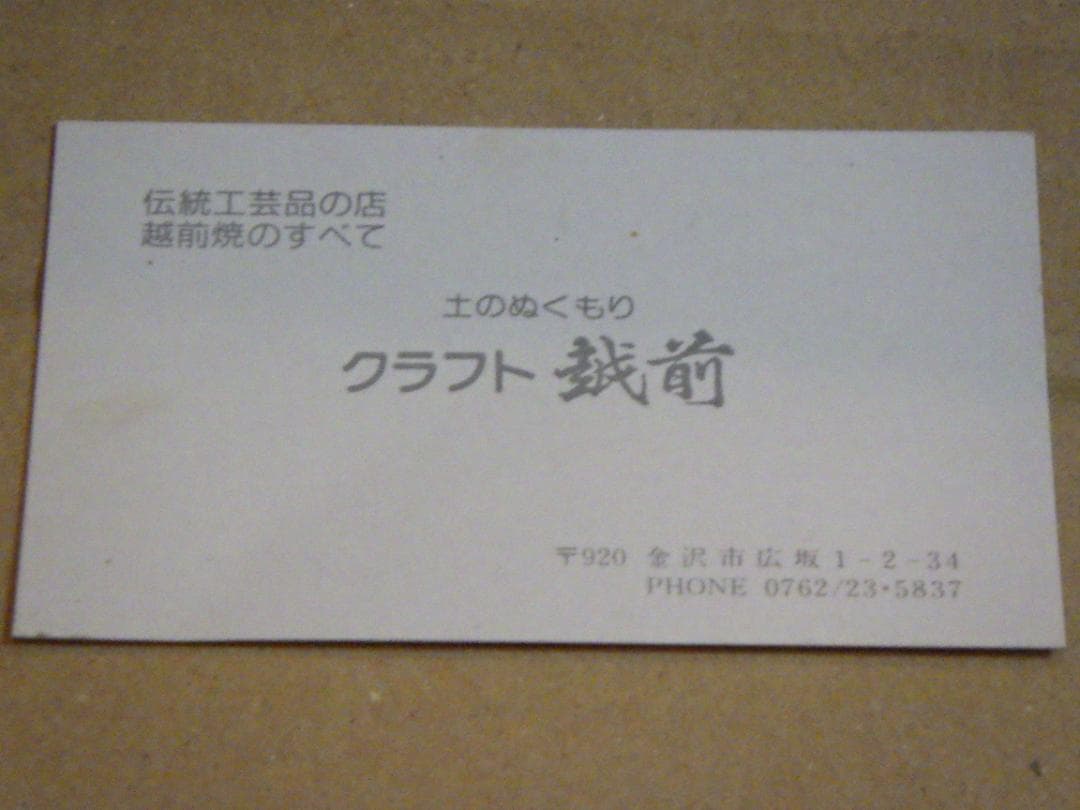 伝統工芸品の店
越前焼のすべて
土のぬくもり
クラフト 越前
〒920 金沢市広坂1-2-34
PHONE 0762/23・5837